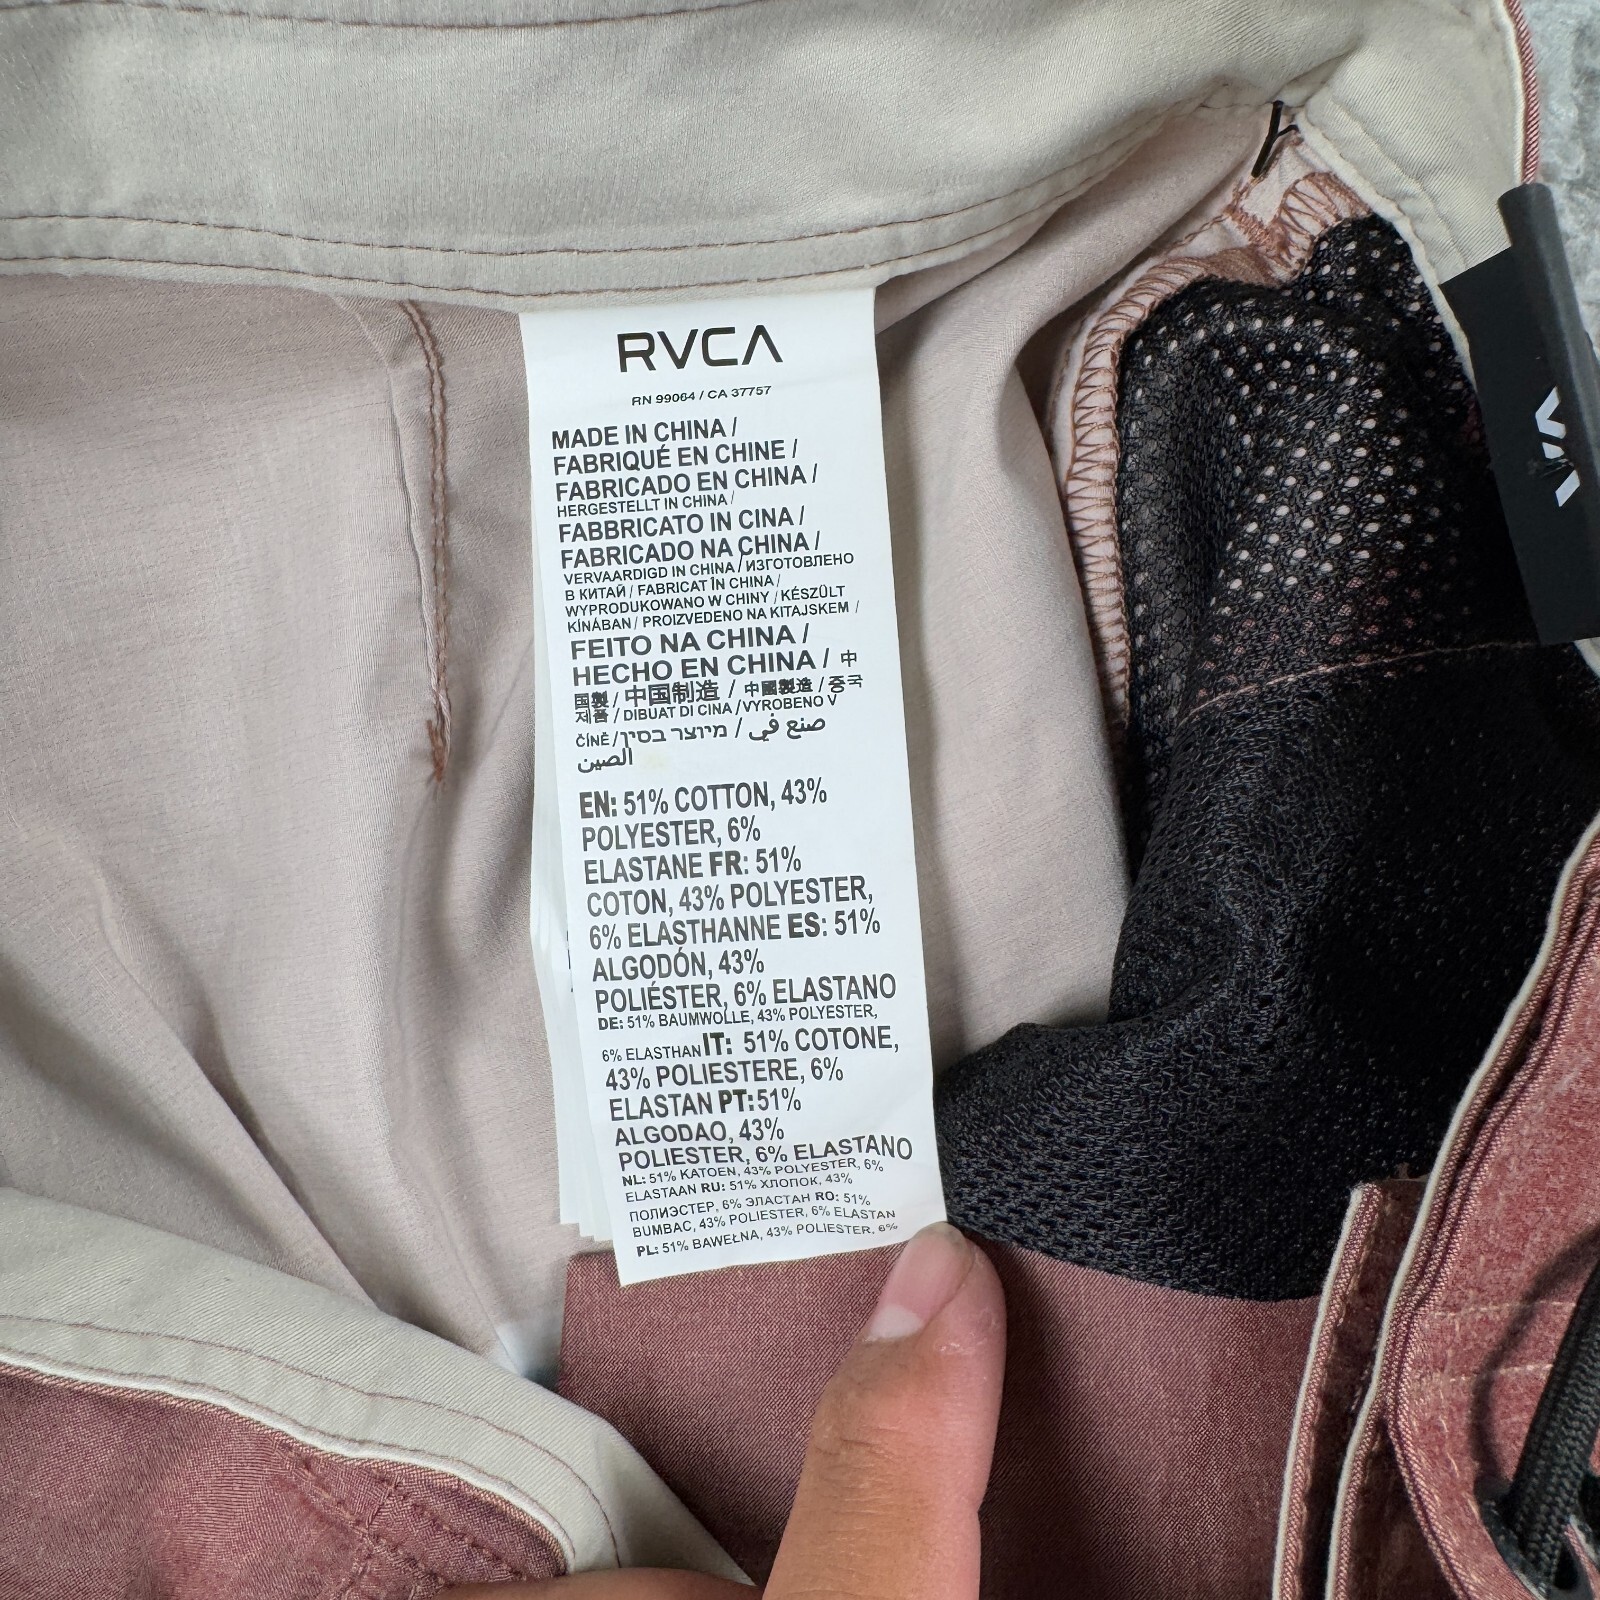 RVCA
RN 99064 / CA 37757
MADE IN CHINA /
FABRIQUÉ EN CHINE /
FABRICADO EN CHINA /
HERGESTELLT IN CHINA /
FABBRICATO IN CINA /
FABRICADO NA CHINA /
VERVAARDIGD IN CHINA / ИЗГОТОВЛЕНО
В КИТАЙ / FABRICAT ÎN CHINA /
WYPRODUKOWANO W CHINY / KÉSZÜLT
KÍNÁBAN / PROIZVEDENO NA KITAJSKEM /
FEITO NA CHINA /
HECHO EN CHINA / 中
国製 / 中国制造 / 中國製造 / 중국
제품 / DIBUAT DI CINA / VYROBENO V
ČÍNĚ / מיוצר בסין / صنع في
الصين
EN: 51% COTTON, 43%
POLYESTER, 6%
ELASTANE FR: 51%
COTON, 43% POLYESTER,
6% ELASTHANNE ES: 51%
ALGODÓN, 43%
POLIÉSTER, 6% ELASTANO
DE: 51% BAUMWOLLE, 43% POLYESTER,
6% ELASTHAN IT: 51% COTONE,
43% POLIESTERE, 6%
ELASTAN PT: 51%
ALGODAO, 43%
POLIESTER, 6% ELASTANO
NL: 51% KATOEN, 43% POLYESTER, 6%
ELASTAAN RU: 51% ХЛОПОК, 43%
ПОЛИЭСТЕР, 6% ЭЛАСТАН RO: 51%
BUMBAC, 43% POLIESTER, 6% ELASTAN
PL: 51% BAWEŁNA, 43% POLIESTER, 6%